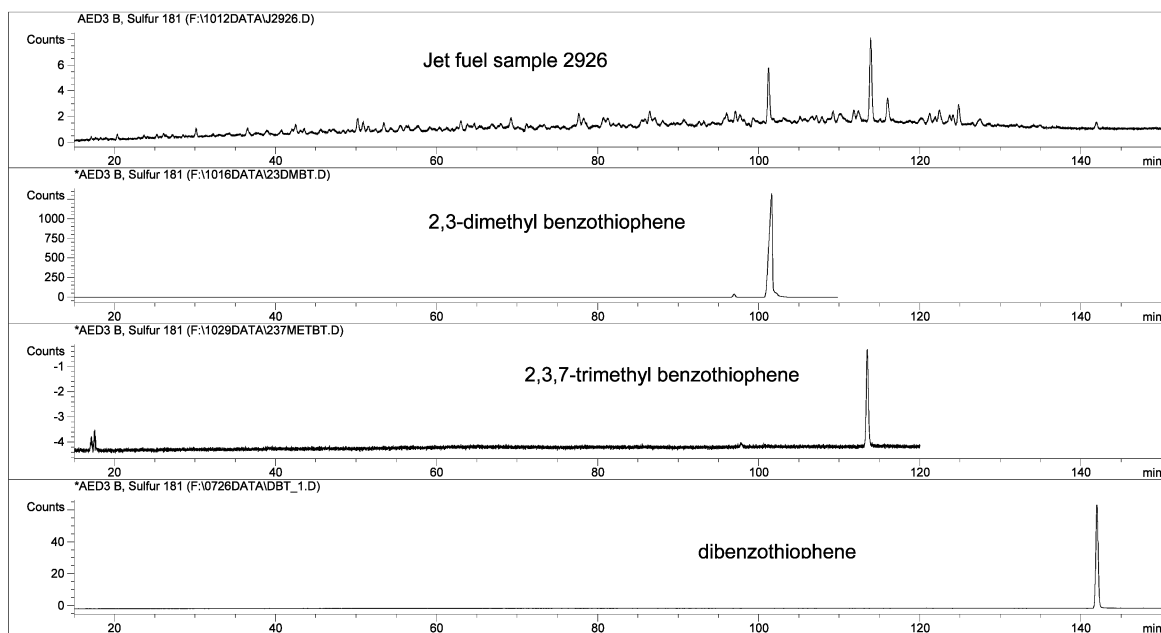 AED3 B, Sulfur 181 (F:\1012DATA\J2926.D)
Counts
Jet fuel sample 2926
6
4
2
0
20 40 60 80 100 120 140 min
*AED3 B, Sulfur 181 (F:\1016DATA\23DMBT.D)
Counts
1000
2,3-dimethyl benzothiophene
750
500
250
0
20 40 60 80 100 120 140 min
*AED3 B, Sulfur 181 (F:\1029DATA\237METBT.D)
Counts
-1
2,3,7-trimethyl benzothiophene
-2
-3
-4
20 40 60 80 100 120 140 min
*AED3 B, Sulfur 181 (F:\0726DATA\DBT_1.D)
Counts
40
dibenzothiophene
20
0
20 40 60 80 100 120 140 min